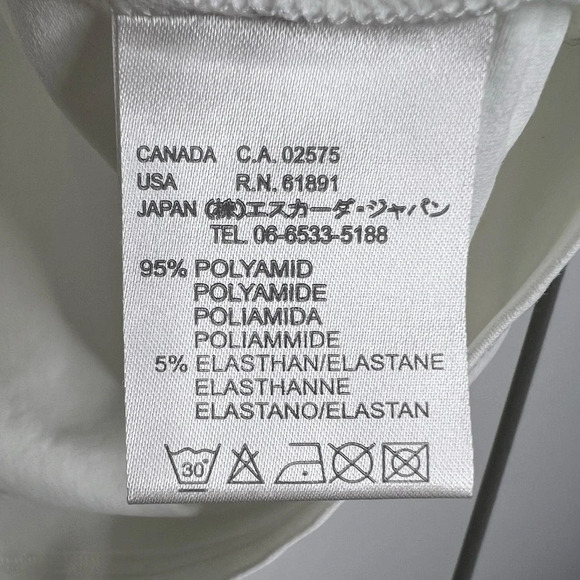 CANADA C.A. 02575
USA R.N. 61891
JAPAN (株)エスカーダ・ジャパン
TEL. 06-6533-5188
95% POLYAMID
POLYAMIDE
POLIAMIDA
POLIAMMIDE
5% ELASTHAN/ELASTANE
ELASTHANNE
ELASTANO/ELASTAN
30°